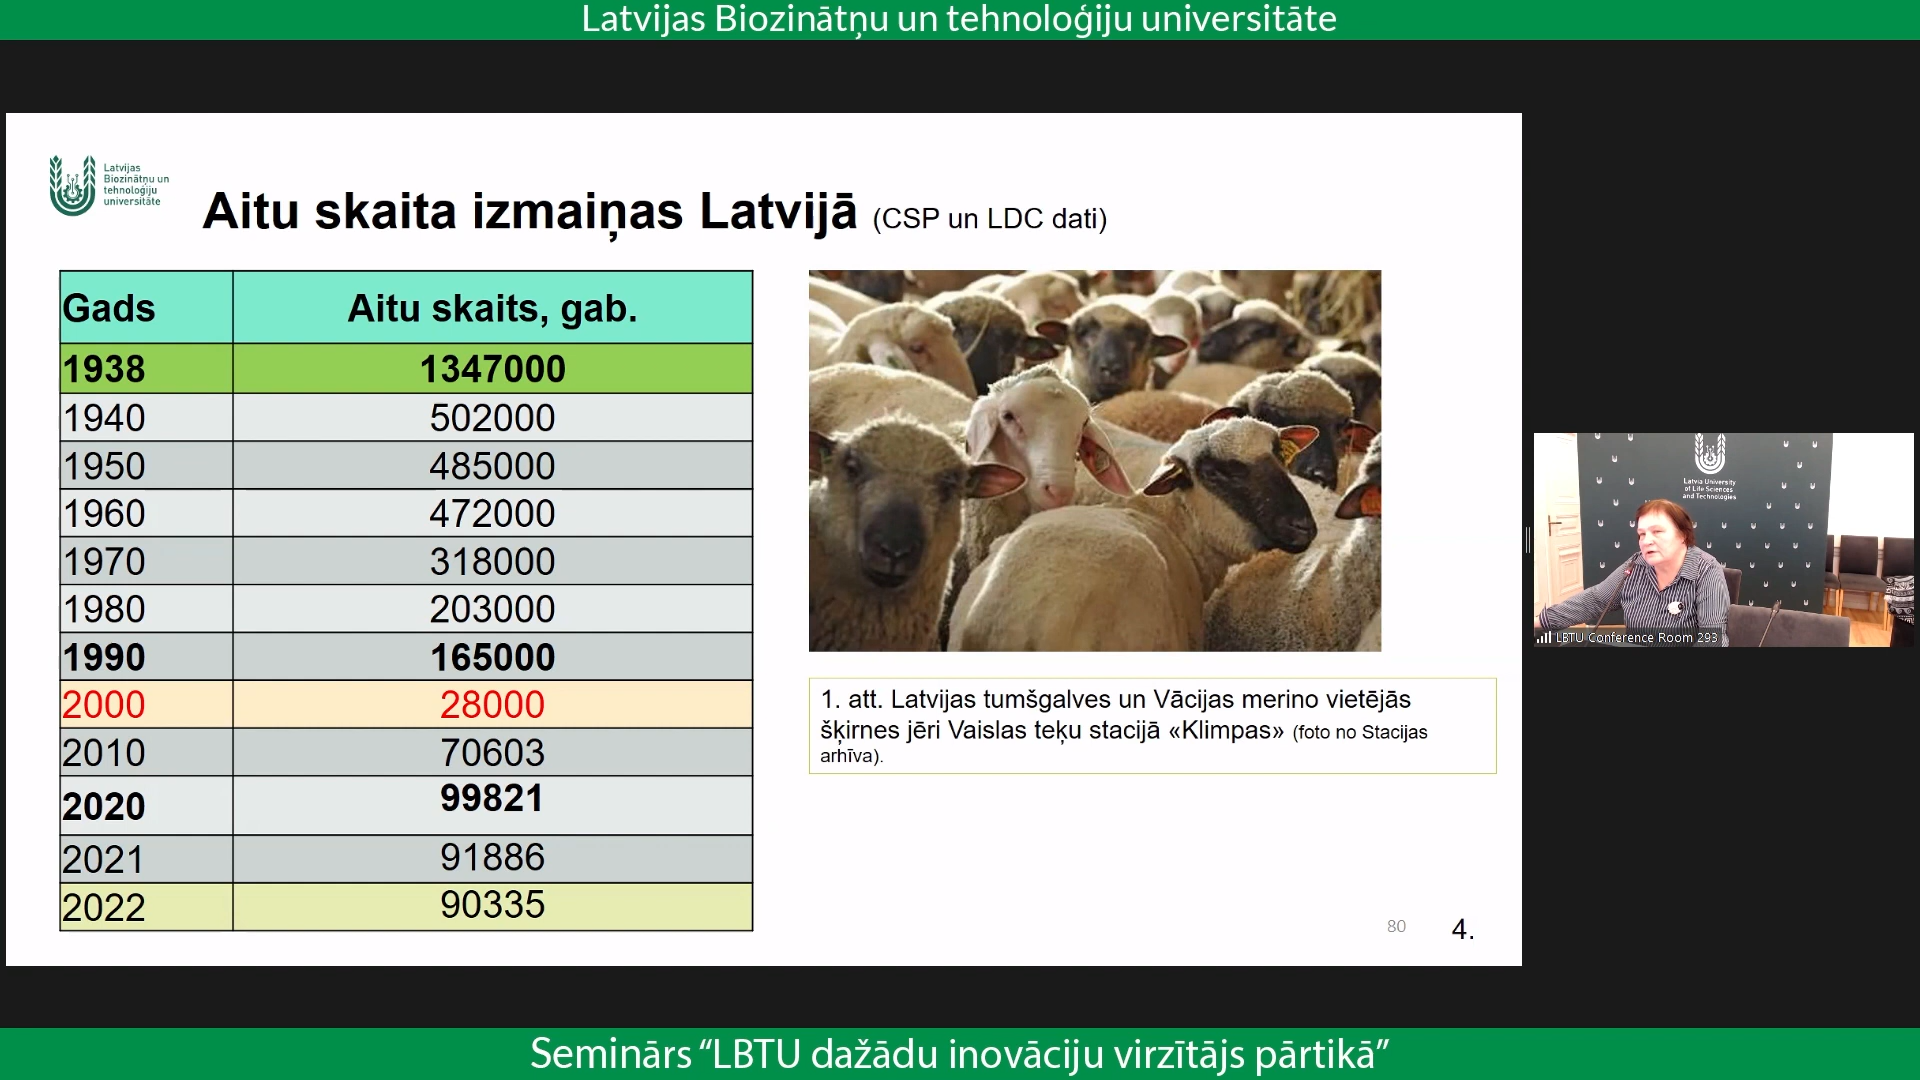 Latvijas Biozinātņu un tehnoloģiju universitāte
Latvijas
Biozinātņu un
tehnoloģiju
universitāte
Aitu skaita izmaiņas Latvijā (CSP un LDC dati)
Gads Aitu skaits, gab.
1938 1347000
1940 502000
1950 485000
1960 472000
1970 318000
1980 203000
1990 165000
2000 28000
2010 70603
2020 99821
2021 91886
2022 90335
1. att. Latvijas tumšgalves un Vācijas merino vietējās
šķirnes jēri Vaislas teķu stacijā «Klimpas» (foto no Stacijas
arhīva).
80 4.
Latvia University
of Life Sciences
and Technologies
LBTU Conference Room 293
Seminārs “LBTU dažādu inovāciju virzītājs pārtikā”